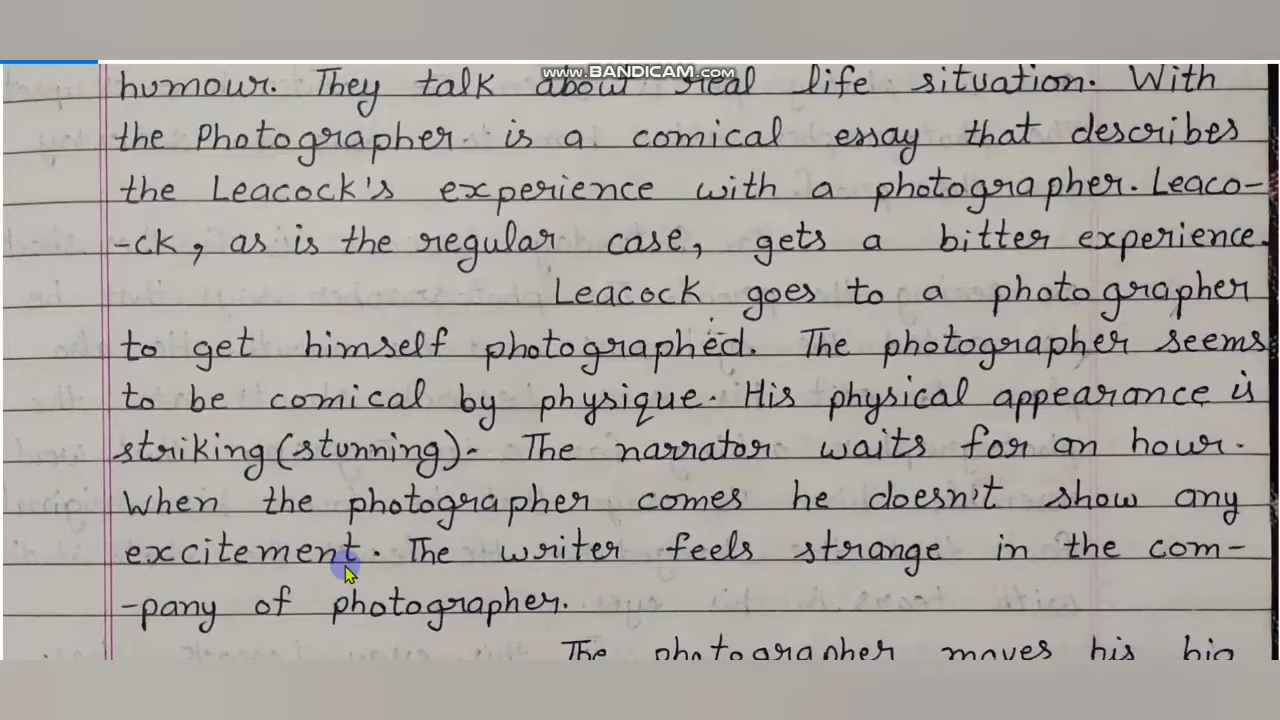 www.BANDICAM.com
humour. They talk about real life situation. With
the Photographer is a comical essay that describes
the Leacock's experience with a photographer. Leaco-
-ck, as is the regular case, gets a bitter experience.
Leacock goes to a photographer
to get himself photographed. The photographer seems
to be comical by physique. His physical appearance is
striking (stunning). The narrator waits for an hour.
When the photographer comes he doesn't show any
excitement. The writer feels strange in the com-
-pany of photographer.
The photographer moves his big